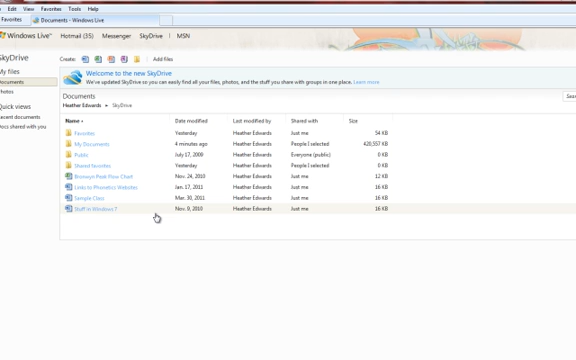 Edit View Favorites Tools Help
Favorites Documents - Windows Live
Windows Live™ Hotmail (35) Messenger SkyDrive MSN
SkyDrive Create: Add files
My files
Documents
Photos
Quick views
Recent documents
Docs shared with you
Welcome to the new SkyDrive
We've updated SkyDrive so you can easily find all your files, photos, and the stuff you share with groups in one place. Learn more
Documents
Heather Edwards ▸ SkyDrive
Name Date modified Last modified by Shared with Size
Favorites Yesterday Heather Edwards Just me 54 KB
My Documents 4 minutes ago Heather Edwards People I selected 420,557 KB
Public July 17, 2009 Heather Edwards Everyone (public) 0 KB
Shared favorites Yesterday Heather Edwards People I selected 0 KB
Bronwyn Peak Flow Chart Nov. 24, 2010 Heather Edwards Just me 12 KB
Links to Phonetics Websites Jan. 17, 2011 Heather Edwards Just me 16 KB
Sample Class Mar. 30, 2011 Heather Edwards Just me 16 KB
Stuff in Windows 7 Nov. 9, 2010 Heather Edwards Just me 16 KB